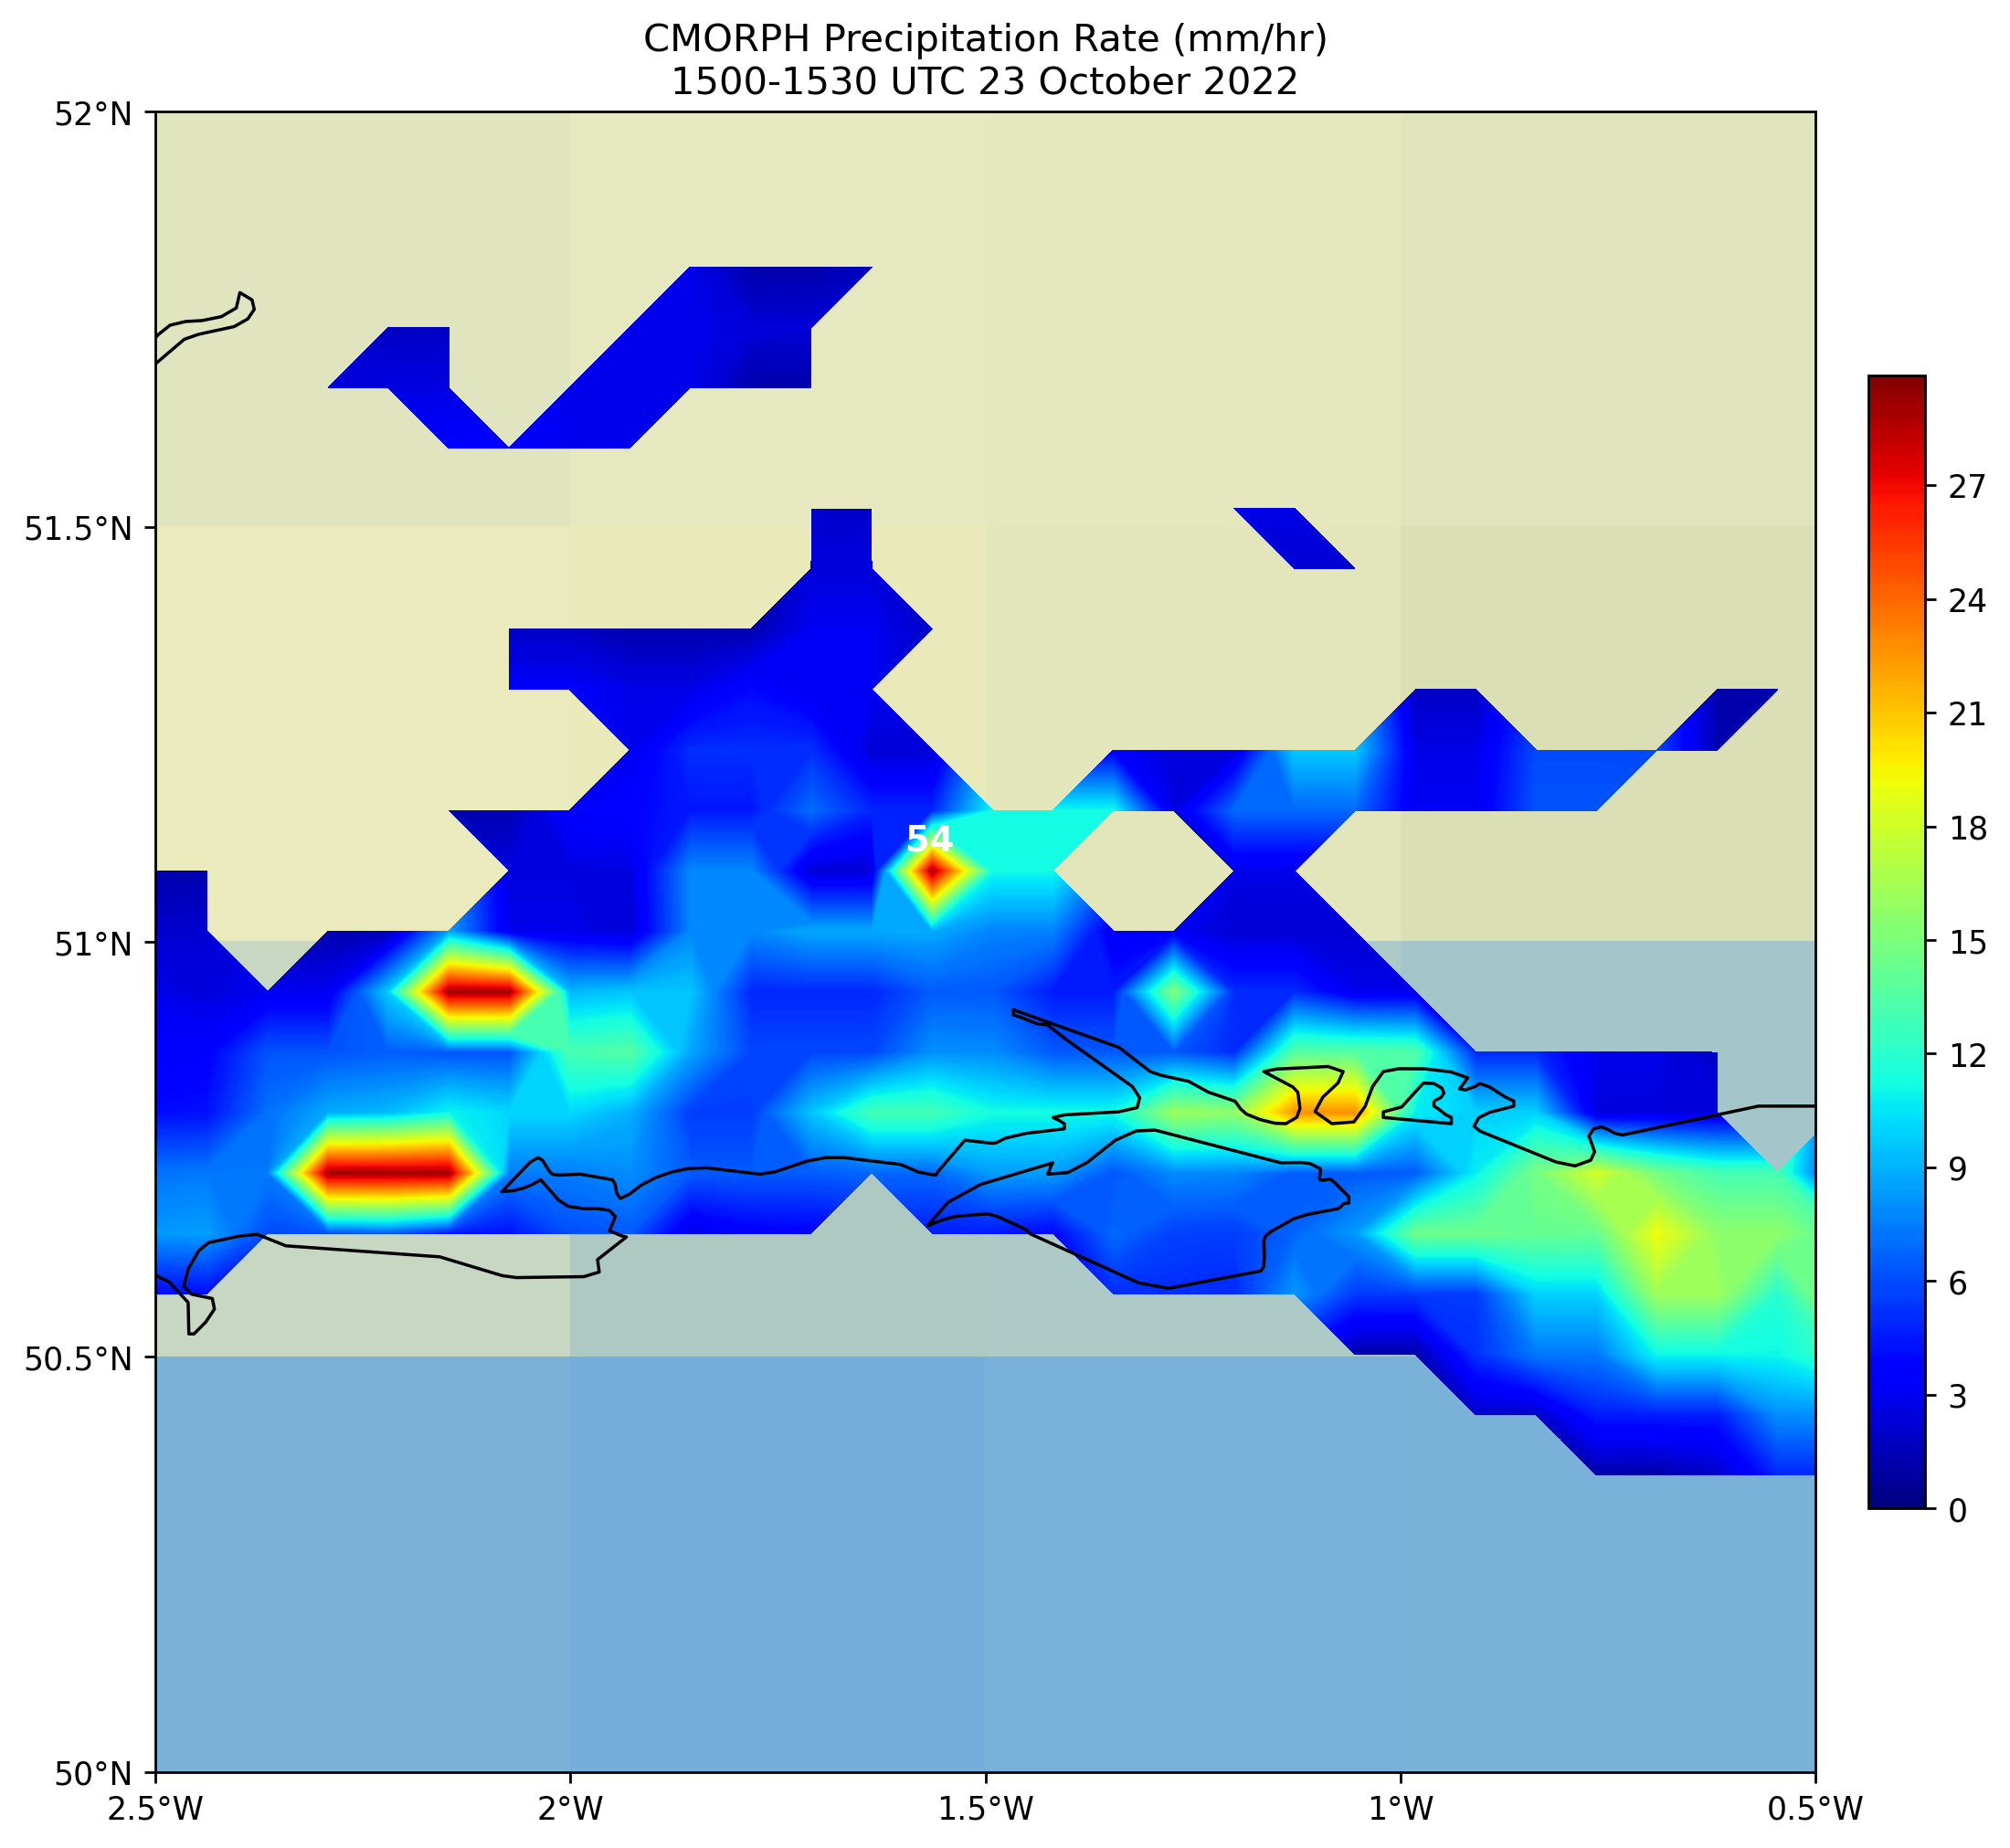 CMORPH Precipitation Rate (mm/hr)
1500-1530 UTC 23 October 2022
52°N
51.5°N
51°N
50.5°N
50°N
2.5°W
2°W
1.5°W
1°W
0.5°W
54
27
24
21
18
15
12
9
6
3
0